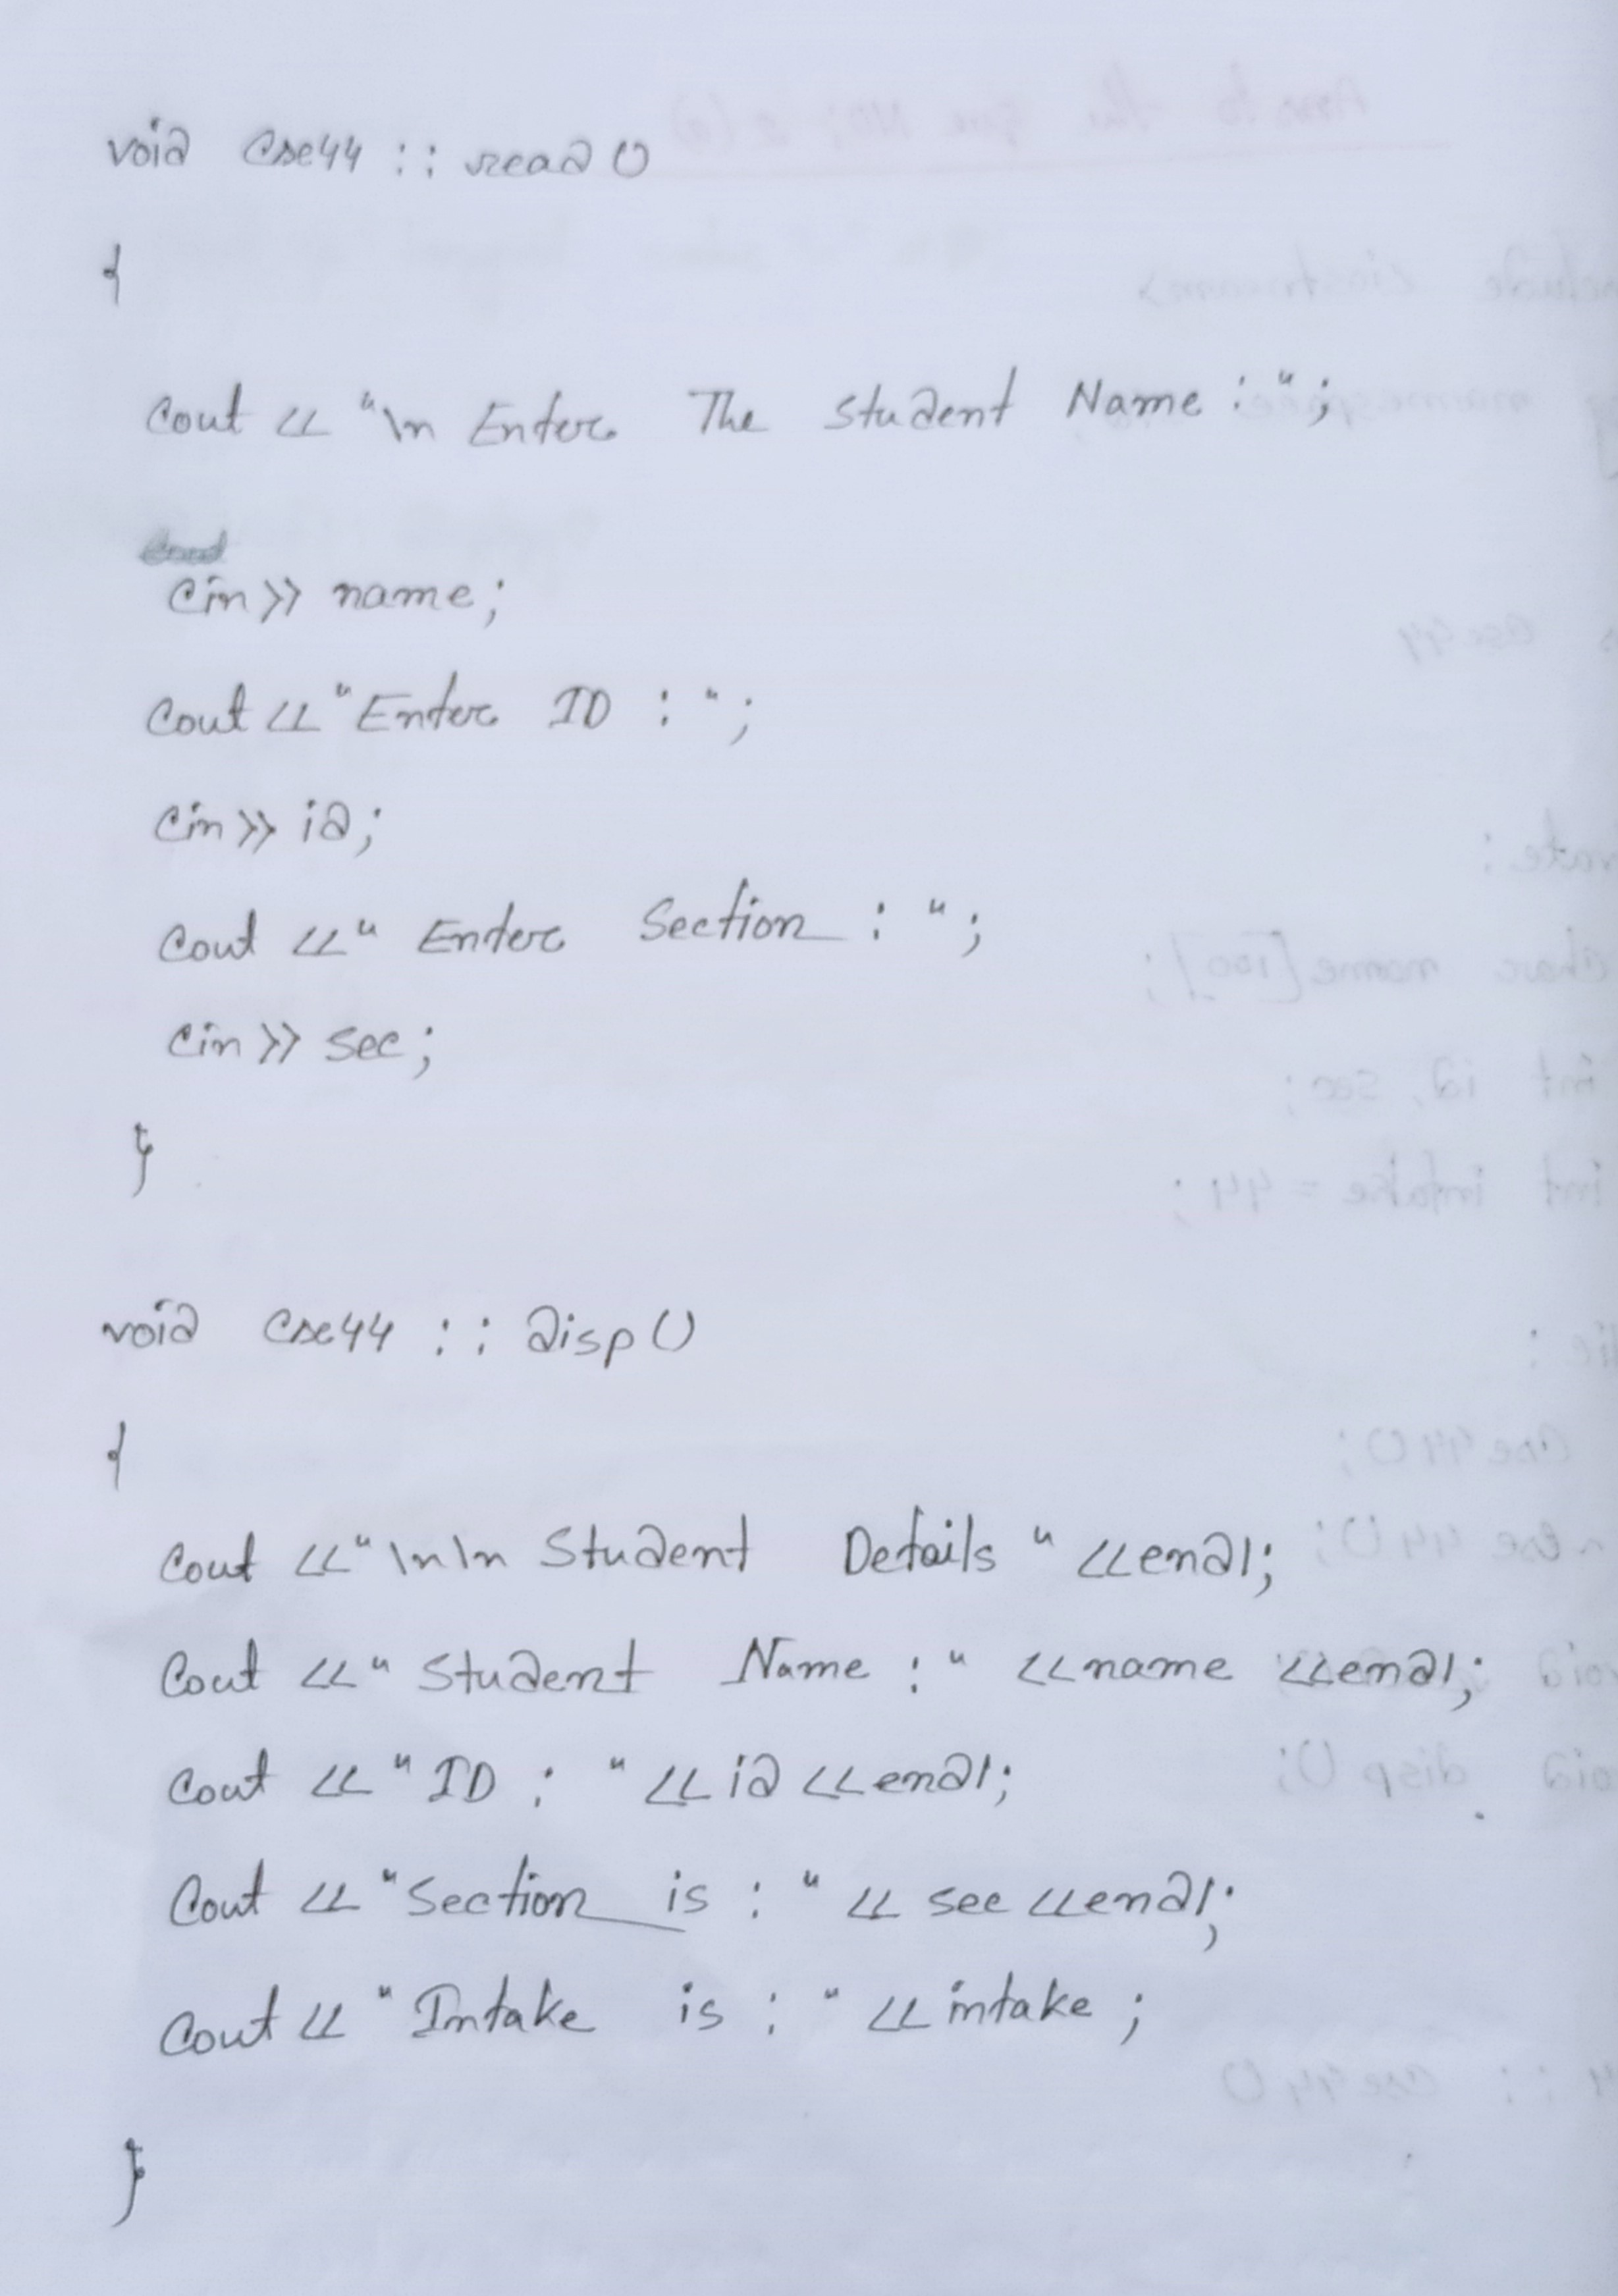 void cse44 :: read ()
{
cout << "\n Enter The Student Name : ";
cin >> name;
cout << "Enter ID : ";
cin >> id;
cout << " Enter Section : ";
cin >> sec;
}
void cse44 :: disp ()
{
cout << "\n\n Student Details " << endl;
cout << " Student Name : " << name << endl;
cout << " ID : " << id << endl;
cout << "Section is : " << sec << endl;
cout << " Intake is : " << intake ;
}